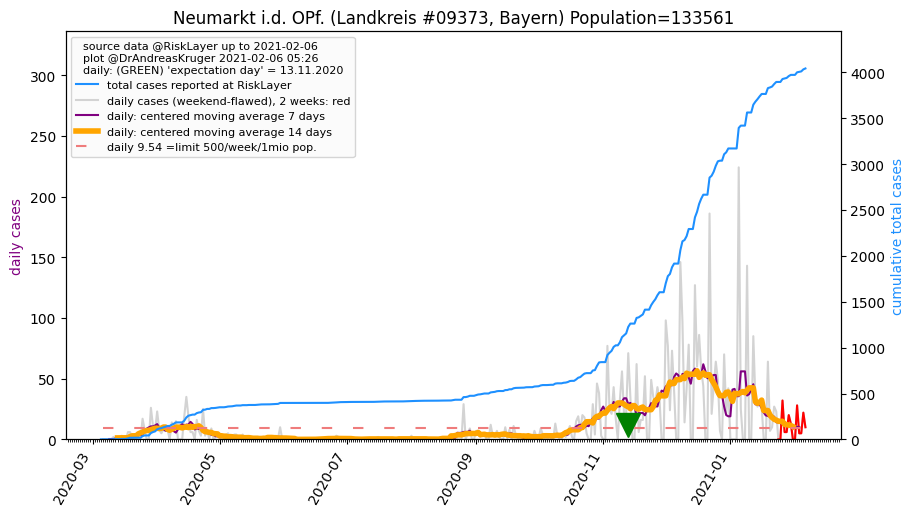 Neumarkt i.d. OPf. (Landkreis #09373, Bayern) Population=133561
source data @RiskLayer up to 2021-02-06
plot @DrAndreasKruger 2021-02-06 05:26
daily: (GREEN) 'expectation day' = 13.11.2020
total cases reported at RiskLayer
daily cases (weekend-flawed), 2 weeks: red
daily: centered moving average 7 days
daily: centered moving average 14 days
daily 9.54 =limit 500/week/1mio pop.
daily cases
300
250
200
150
100
50
0
cumulative total cases
4000
3500
3000
2500
2000
1500
1000
500
0
2020-03
2020-05
2020-07
2020-09
2020-11
2021-01